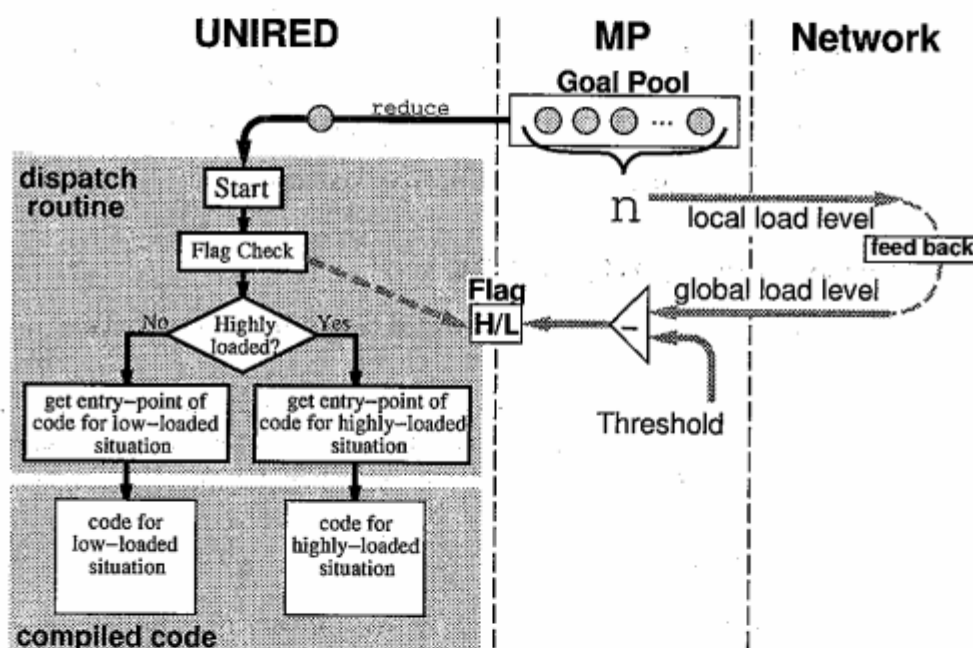 UNIRED
MP
Network
Goal Pool
reduce
...
dispatch
routine
Start
n
local load level
Flag Check
feed back
Flag
H/L
global load level
−
No
Highly
loaded?
Yes
Threshold
get entry–point of
code for low–loaded
situation
get entry–point of
code for highly–loaded
situation
code for
low–loaded
situation
code for
highly–loaded
situation
compiled code